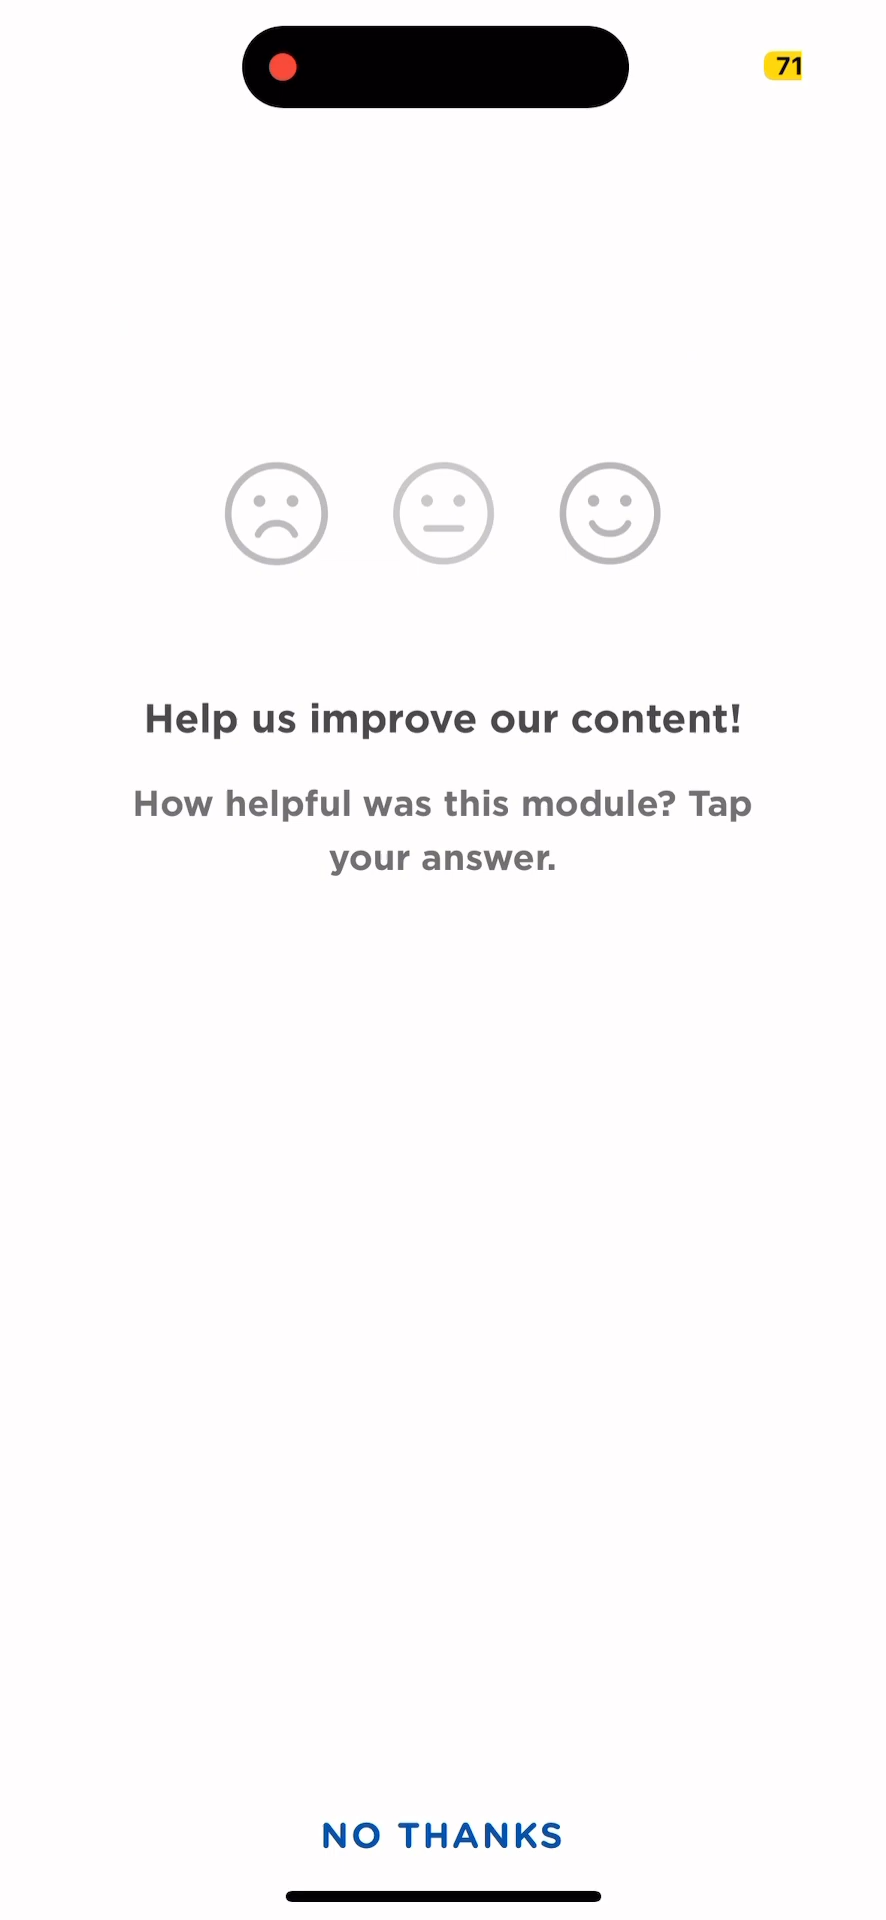 71
Help us improve our content!
How helpful was this module? Tap
your answer.
NO THANKS